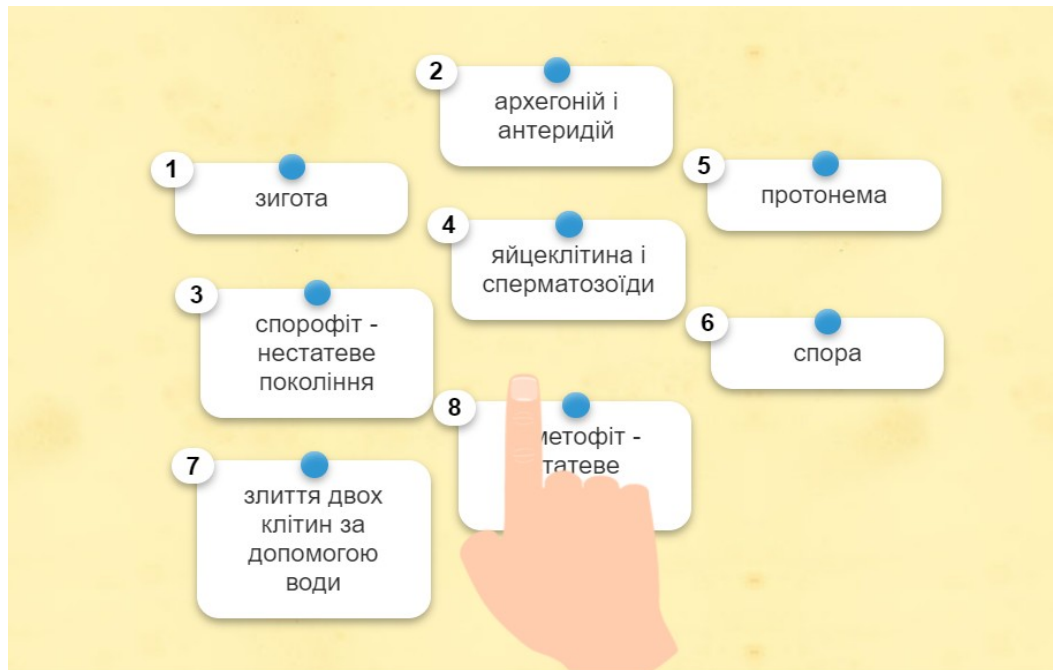 1
зигота
2
архегоній і
антеридій
3
спорофіт -
нестатеве
покоління
4
яйцеклітина і
сперматозоїди
5
протонема
6
спора
7
злиття двох
клітин за
допомогою
води
8
-
статеве